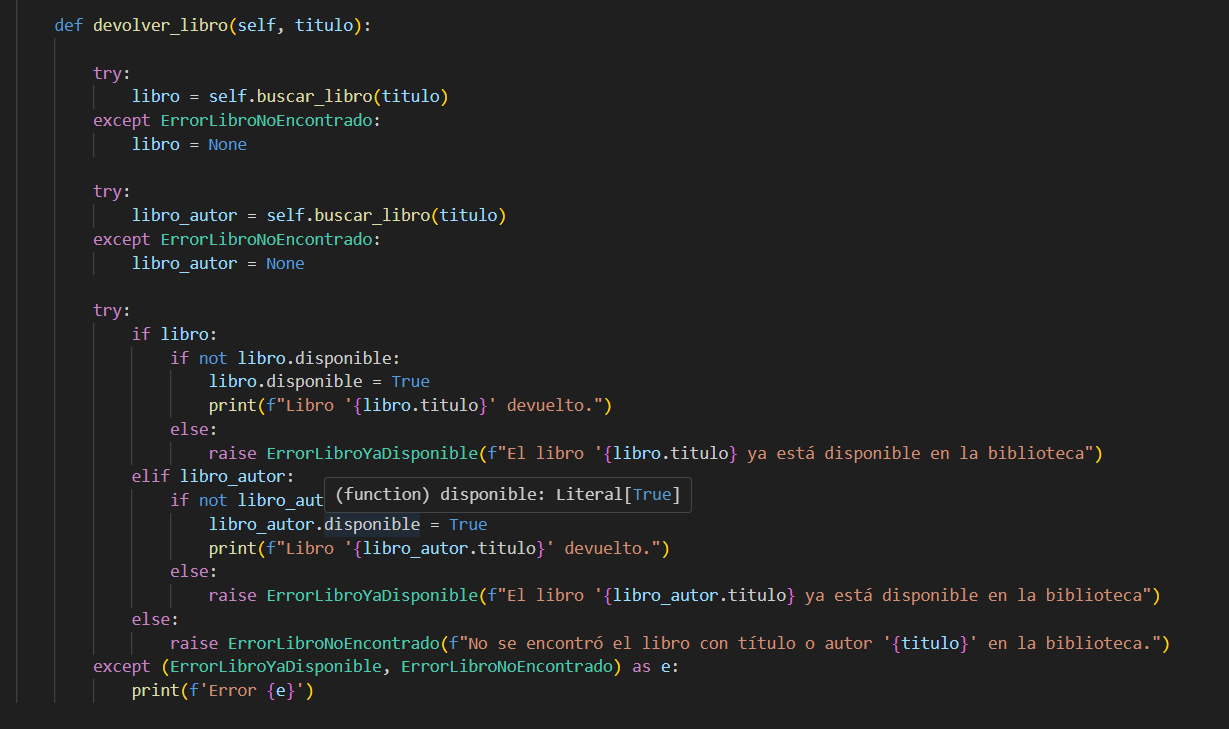 def devolver_libro(self, titulo):
try:
libro = self.buscar_libro(titulo)
except ErrorLibroNoEncontrado:
libro = None
try:
libro_autor = self.buscar_libro(titulo)
except ErrorLibroNoEncontrado:
libro_autor = None
try:
if libro:
if not libro.disponible:
libro.disponible = True
print(f"Libro '{libro.titulo}' devuelto.")
else:
raise ErrorLibroYaDisponible(f"El libro '{libro.titulo} ya está disponible en la biblioteca")
elif libro_autor:
(function) disponible: Literal[True]
if not libro_aut
libro_autor.disponible = True
print(f"Libro '{libro_autor.titulo}' devuelto.")
else:
raise ErrorLibroYaDisponible(f"El libro '{libro_autor.titulo} ya está disponible en la biblioteca")
else:
raise ErrorLibroNoEncontrado(f"No se encontró el libro con título o autor '{titulo}' en la biblioteca.")
except (ErrorLibroYaDisponible, ErrorLibroNoEncontrado) as e:
print(f'Error {e}')